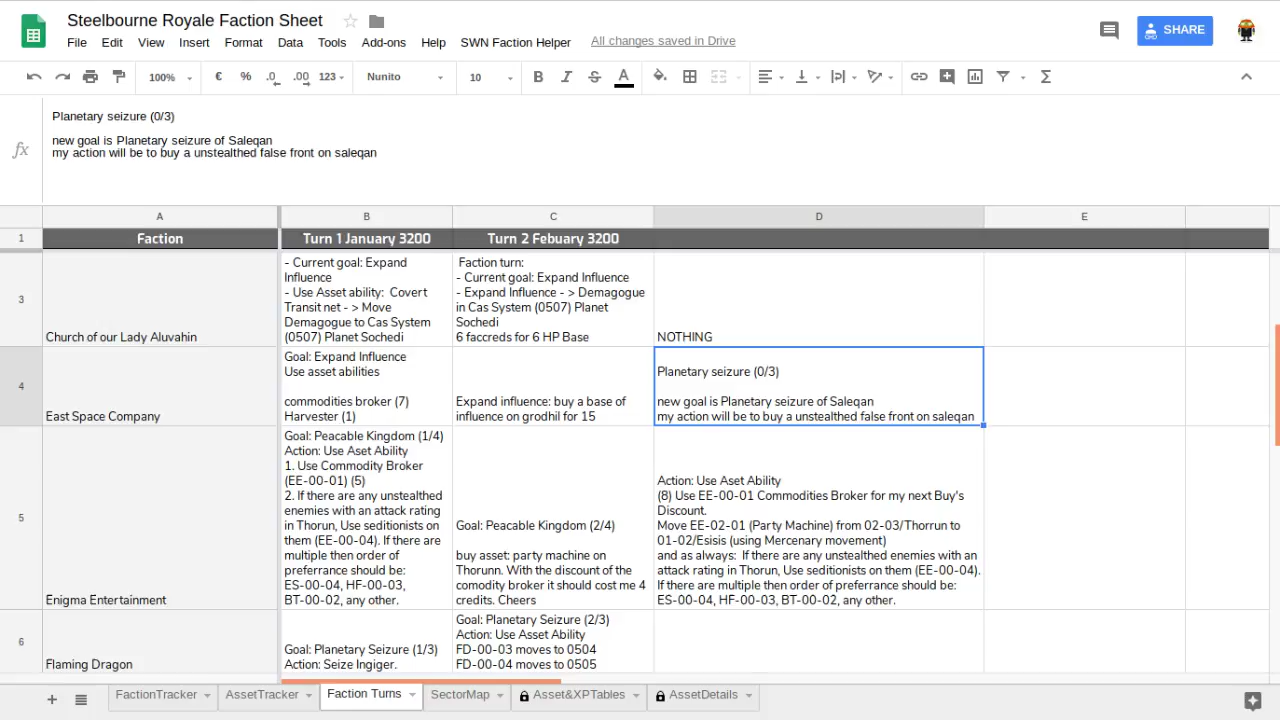 Steelbourne Royale Faction Sheet
File Edit View Insert Format Data Tools Add-ons Help SWN Faction Helper All changes saved in Drive
SHARE
100% € % .0 .00 123 Nunito 10 B I S A Σ
fx
Planetary seizure (0/3)
new goal is Planetary seizure of Saleqan
my action will be to buy a unstealthed false front on saleqan
A B C D E
1 Faction Turn 1 January 3200 Turn 2 Febuary 3200
3
Church of our Lady Aluvahin
- Current goal: Expand
Influence
- Use Asset ability: Covert
Transit net - > Move
Demagogue to Cas System
(0507) Planet Sochedi
Faction turn:
- Current goal: Expand Influence
- Expand Influence - > Demagogue
in Cas System (0507) Planet
Sochedi
6 faccreds for 6 HP Base
NOTHING
4
East Space Company
Goal: Expand Influence
Use asset abilities
commodities broker (7)
Harvester (1)
Expand influence: buy a base of
influence on grodhil for 15
Planetary seizure (0/3)
new goal is Planetary seizure of Saleqan
my action will be to buy a unstealthed false front on saleqan
5
Enigma Entertainment
Goal: Peacable Kingdom (1/4)
Action: Use Aset Ability
1. Use Commodity Broker
(EE-00-01) (5)
2. If there are any unstealthed
enemies with an attack rating
in Thorun, Use seditionists on
them (EE-00-04). If there are
multiple then order of
preferrance should be:
ES-00-04, HF-00-03,
BT-00-02, any other.
Goal: Peacable Kingdom (2/4)
buy asset: party machine on
Thorunn. With the discount of the
comodity broker it should cost me 4
credits. Cheers
Action: Use Aset Ability
(8) Use EE-00-01 Commodities Broker for my next Buy's
Discount.
Move EE-02-01 (Party Machine) from 02-03/Thorrun to
01-02/Esisis (using Mercenary movement)
and as always: If there are any unstealthed enemies with an
attack rating in Thorun, Use seditionists on them (EE-00-04).
If there are multiple then order of preferrance should be:
ES-00-04, HF-00-03, BT-00-02, any other.
6
Flaming Dragon
Goal: Planetary Seizure (1/3)
Action: Seize Ingiger.
Goal: Planetary Seizure (2/3)
Action: Use Asset Ability
FD-00-03 moves to 0504
FD-00-04 moves to 0505
FactionTracker AssetTracker Faction Turns SectorMap Asset&XPTables AssetDetails